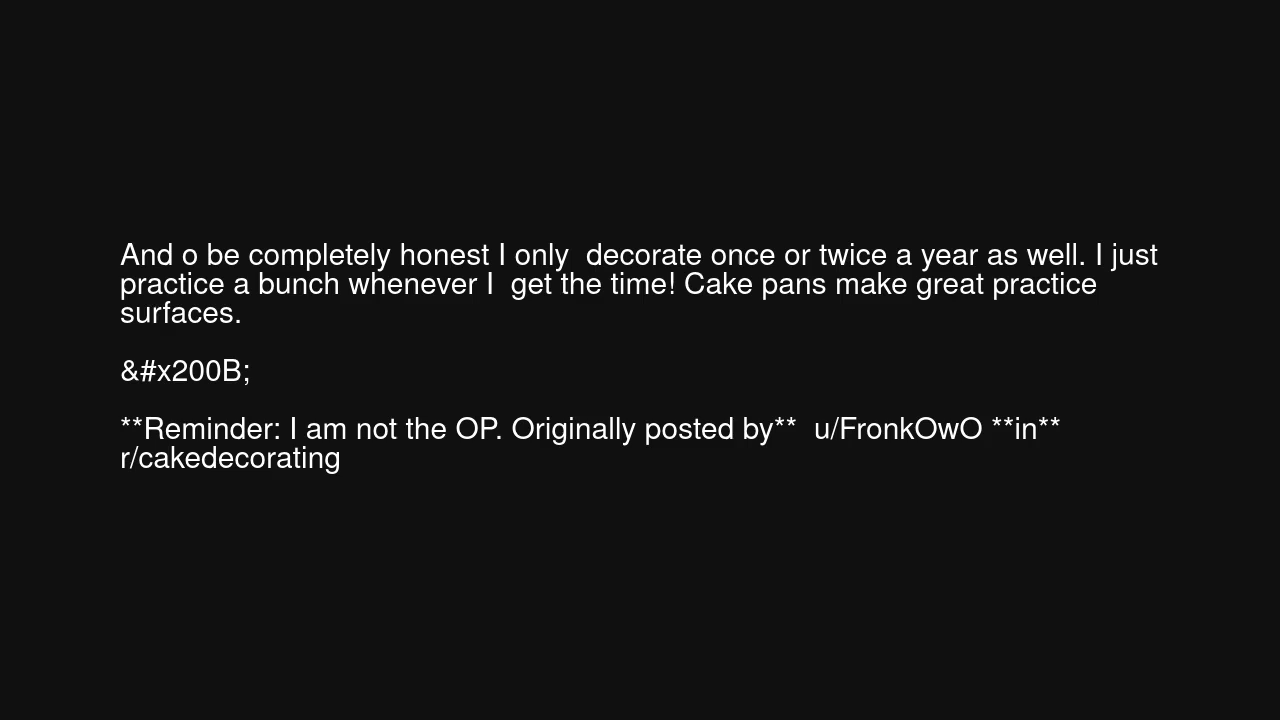 And o be completely honest I only  decorate once or twice a year as well. I just
practice a bunch whenever I  get the time! Cake pans make great practice
surfaces.
&#x200B;
**Reminder: I am not the OP. Originally posted by**  u/FronkOwO **in**
r/cakedecorating